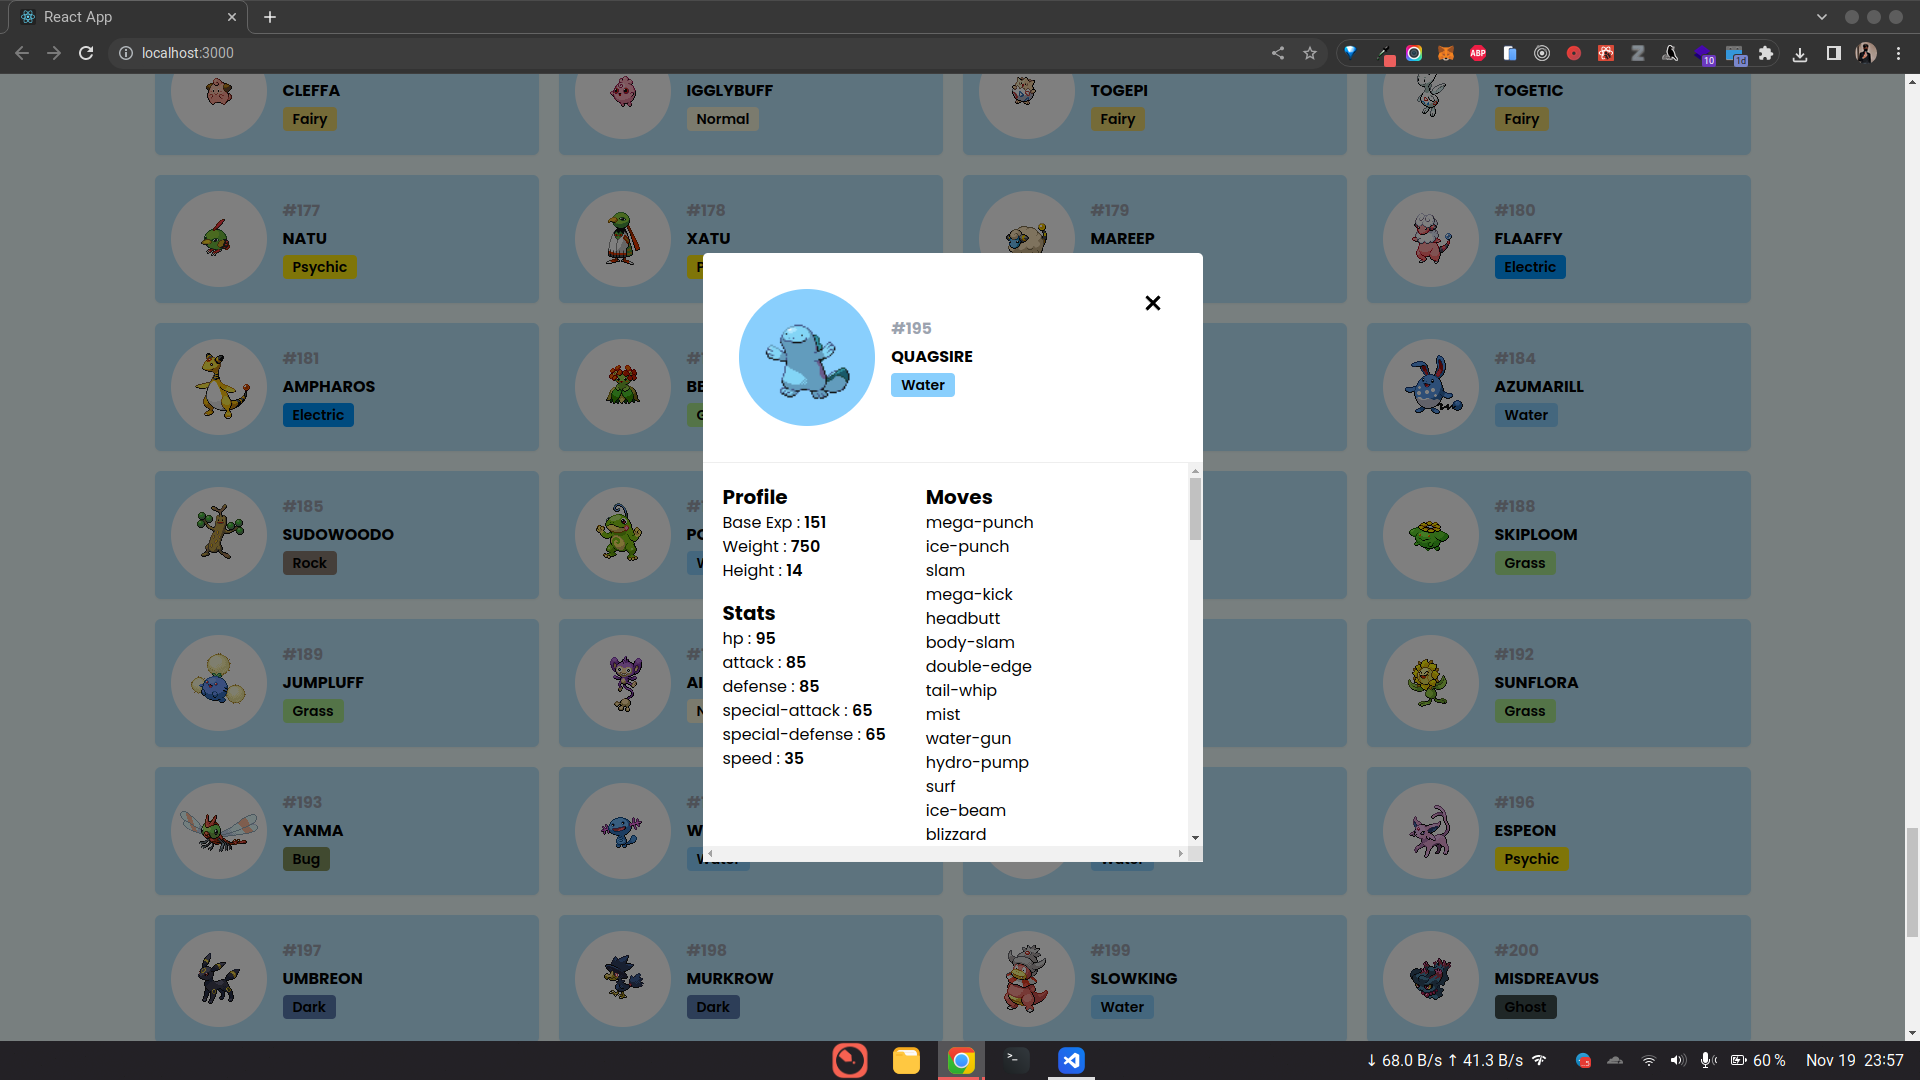 React App
localhost:3000
ABP
10
1d
CLEFFA
Fairy
IGGLYBUFF
Normal
TOGEPI
Fairy
TOGETIC
Fairy
#177
NATU
Psychic
#178
XATU
P
#179
MAREEP
#180
FLAAFFY
Electric
#181
AMPHAROS
Electric
#1
BE
G
#184
AZUMARILL
Water
#185
SUDOWOODO
Rock
#1
PO
W
#188
SKIPLOOM
Grass
#189
JUMPLUFF
Grass
#1
AI
N
#192
SUNFLORA
Grass
#193
YANMA
Bug
#1
W
Water
Water
#196
ESPEON
Psychic
#197
UMBREON
Dark
#198
MURKROW
Dark
#199
SLOWKING
Water
#200
MISDREAVUS
Ghost
#195
QUAGSIRE
Water
Profile
Base Exp : 151
Weight : 750
Height : 14
Stats
hp : 95
attack : 85
defense : 85
special-attack : 65
special-defense : 65
speed : 35
Moves
mega-punch
ice-punch
slam
mega-kick
headbutt
body-slam
double-edge
tail-whip
mist
water-gun
hydro-pump
surf
ice-beam
blizzard
↓ 68.0 B/s ↑ 41.3 B/s
60 %
Nov 19 23:57